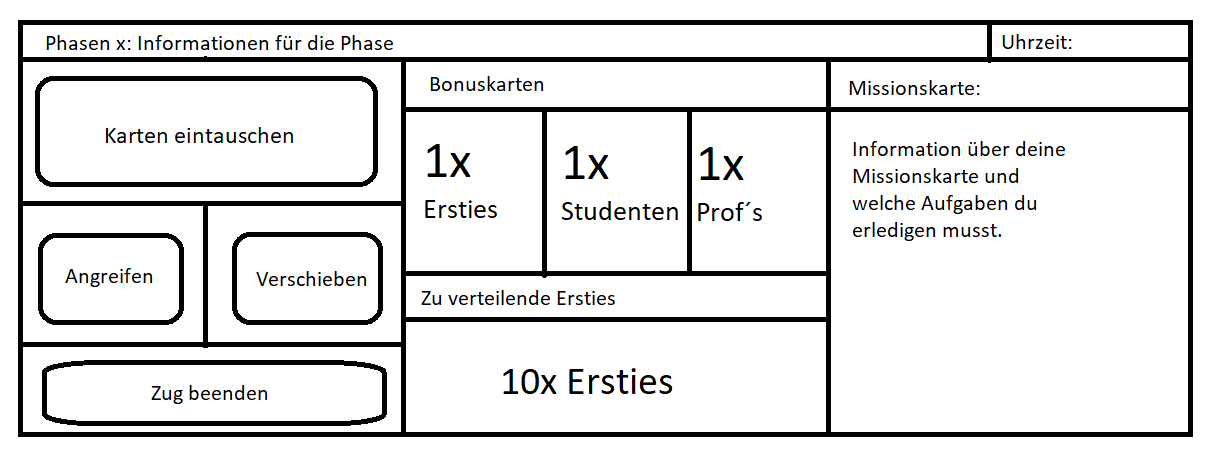 Phasen x: Informationen für die Phase
Uhrzeit:
Karten eintauschen
Angreifen
Verschieben
Zug beenden
Bonuskarten
1x
Ersties
1x
Studenten
1x
Prof´s
Zu verteilende Ersties
10x Ersties
Missionskarte:
Information über deine
Missionskarte und
welche Aufgaben du
erledigen musst.